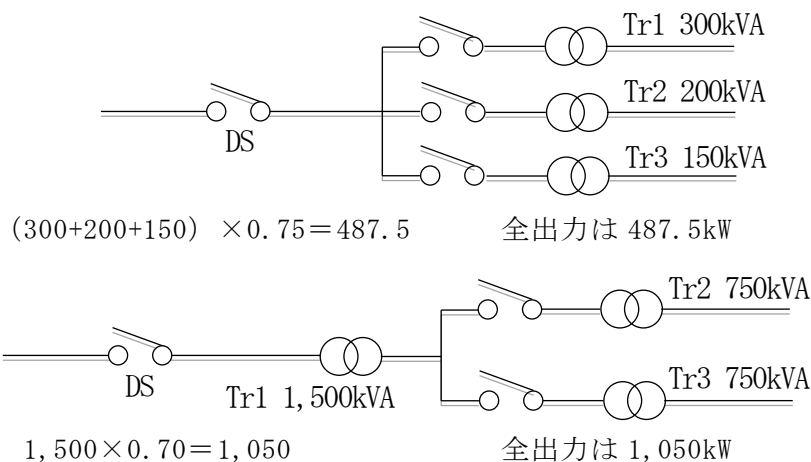 Tr1 300kVA
Tr2 200kVA
DS
Tr3 150kVA
(300+200+150) ×0.75＝487.5
全出力は 487.5kW
Tr2 750kVA
DS
Tr1 1,500kVA
Tr3 750kVA
1,500×0.70＝1,050
全出力は 1,050kW